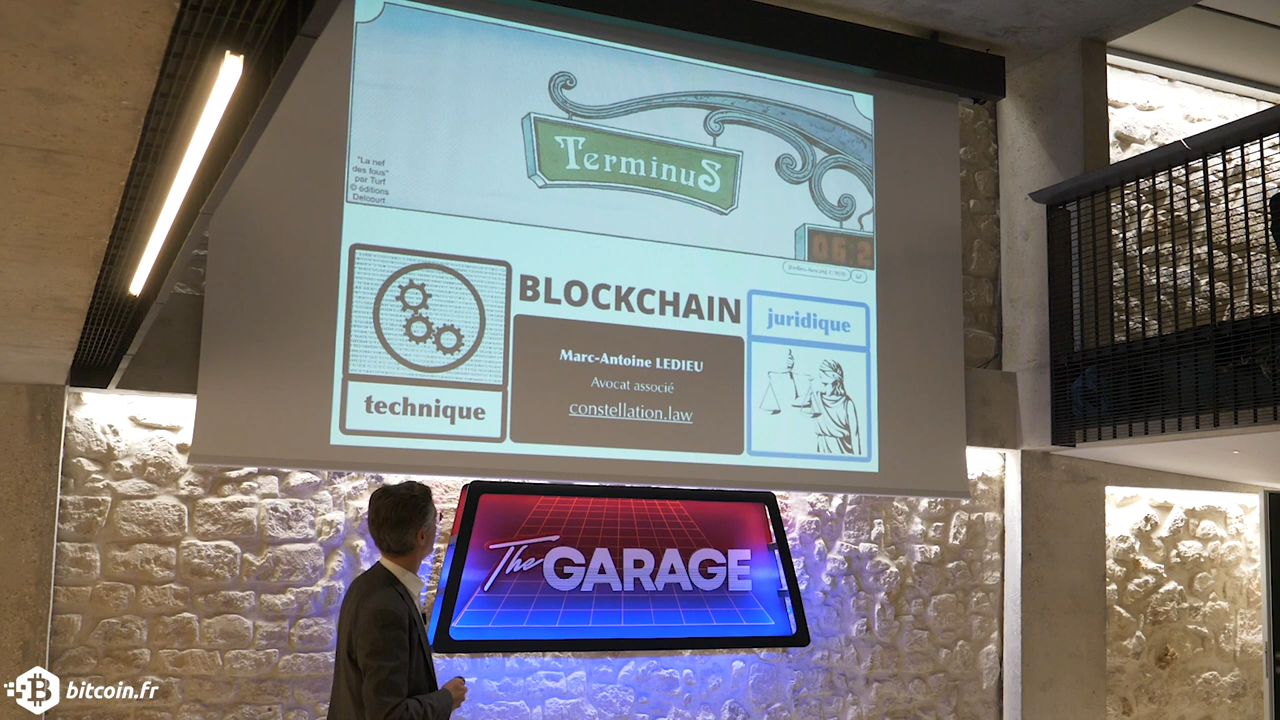 TerminuS
"La nef
des fous"
par Turf
© éditions
Delcourt
BLOCKCHAIN
juridique
Marc-Antoine LEDIEU
Avocat associé
constellation.law
technique
The GARAGE
bitcoin.fr